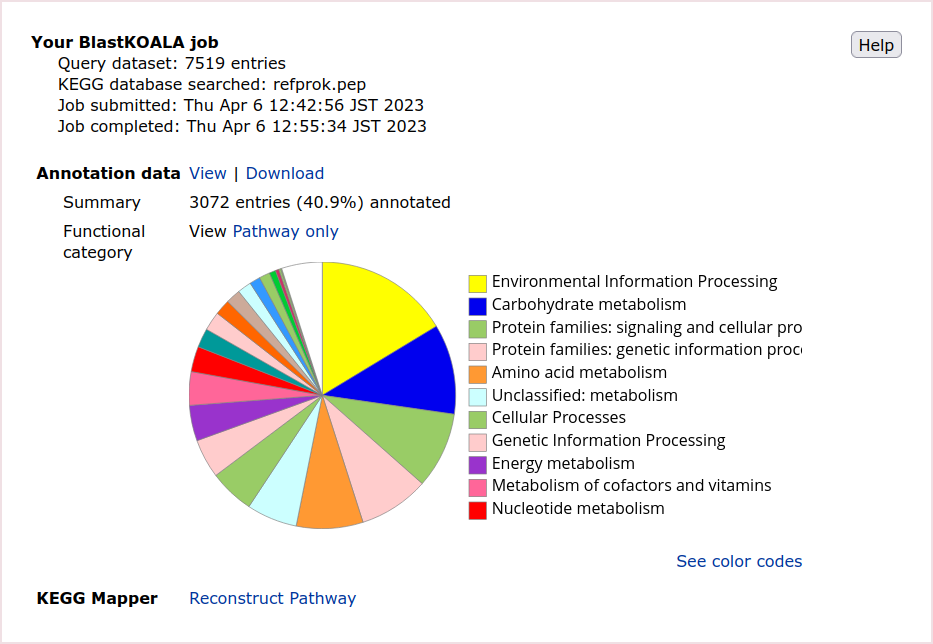 Your BlastKOALA job
Help
Query dataset: 7519 entries
KEGG database searched: refprok.pep
Job submitted: Thu Apr 6 12:42:56 JST 2023
Job completed: Thu Apr 6 12:55:34 JST 2023
Annotation data View | Download
Summary 3072 entries (40.9%) annotated
Functional category View Pathway only
Environmental Information Processing
Carbohydrate metabolism
Protein families: signaling and cellular pro
Protein families: genetic information proc
Amino acid metabolism
Unclassified: metabolism
Cellular Processes
Genetic Information Processing
Energy metabolism
Metabolism of cofactors and vitamins
Nucleotide metabolism
See color codes
KEGG Mapper Reconstruct Pathway